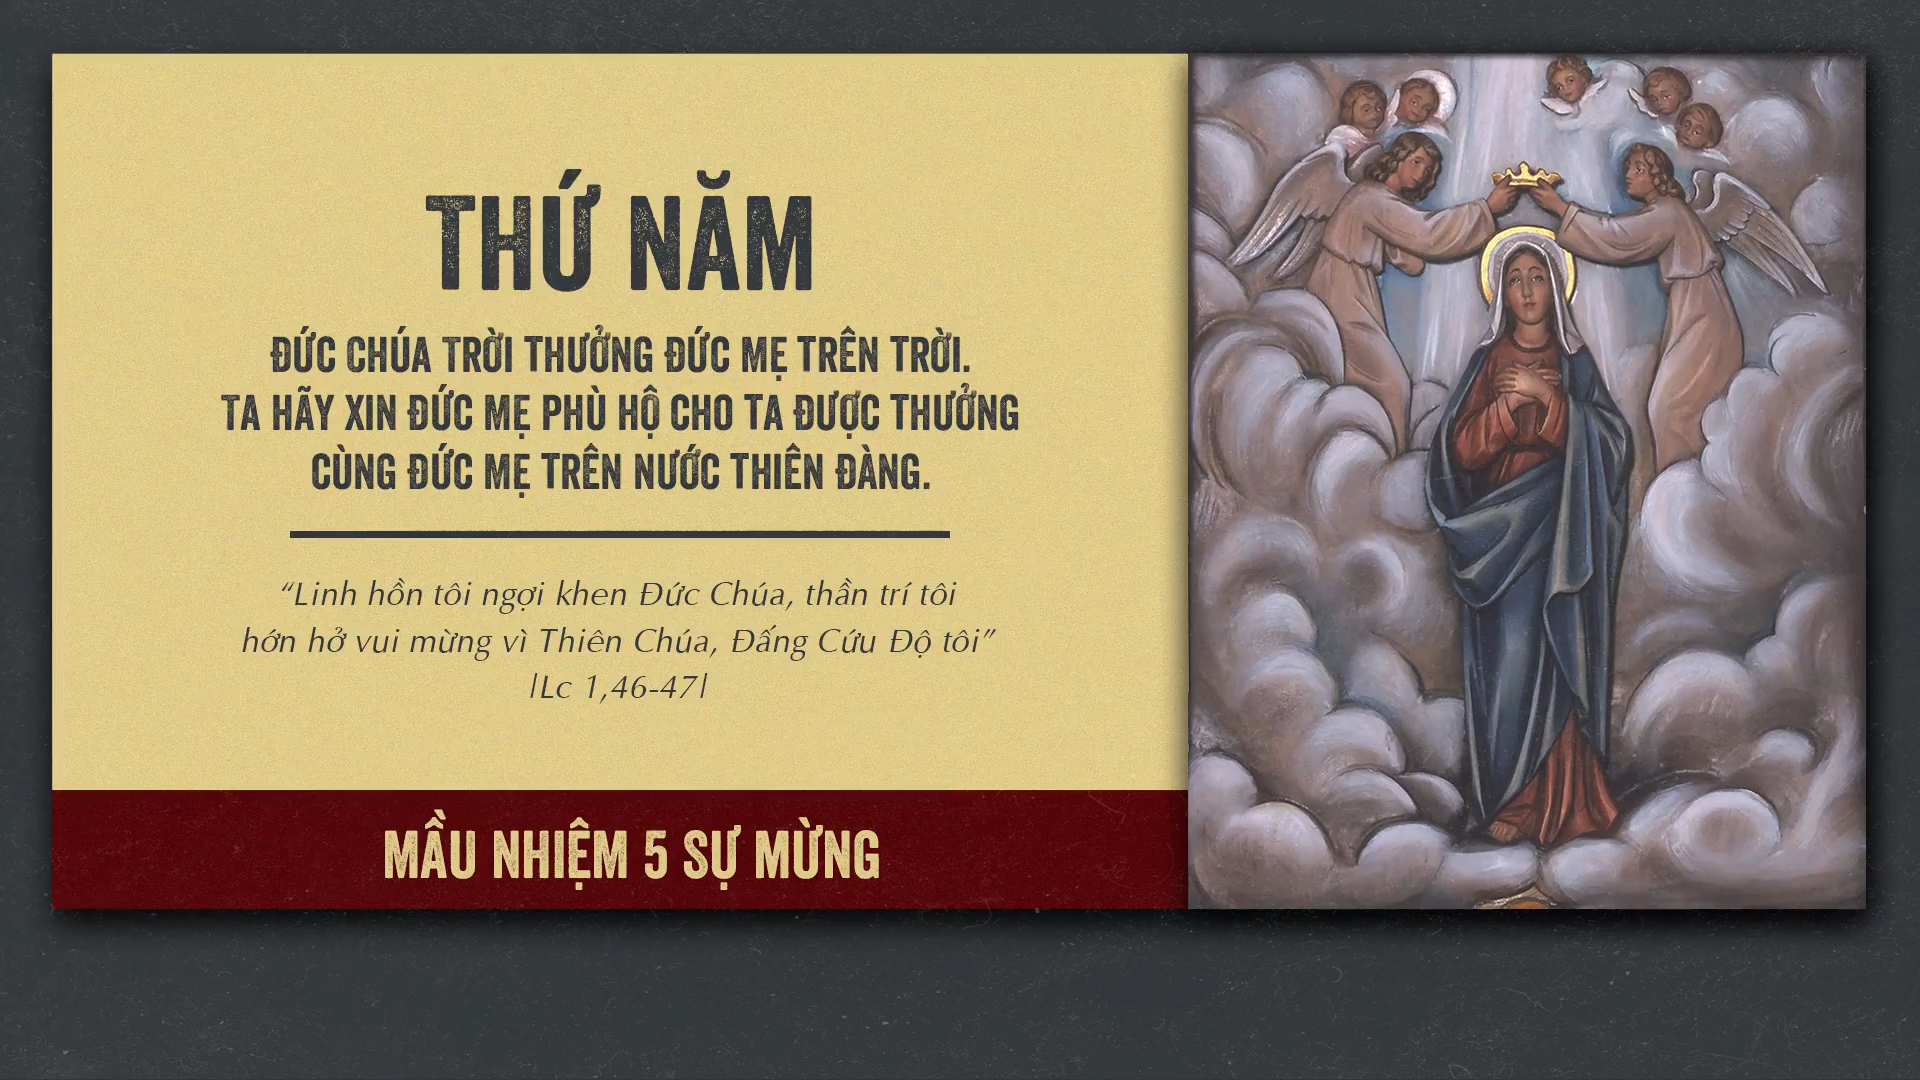 THỨ NĂM
ĐỨC CHÚA TRỜI THƯỞNG ĐỨC MẸ TRÊN TRỜI.
TA HÃY XIN ĐỨC MẸ PHÙ HỘ CHO TA ĐƯỢC THƯỞNG
CÙNG ĐỨC MẸ TRÊN NƯỚC THIÊN ĐÀNG.
“Linh hồn tôi ngợi khen Đức Chúa, thần trí tôi
hớn hở vui mừng vì Thiên Chúa, Đấng Cứu Độ tôi”
|Lc 1,46-47|
MẦU NHIỆM 5 SỰ MỪNG